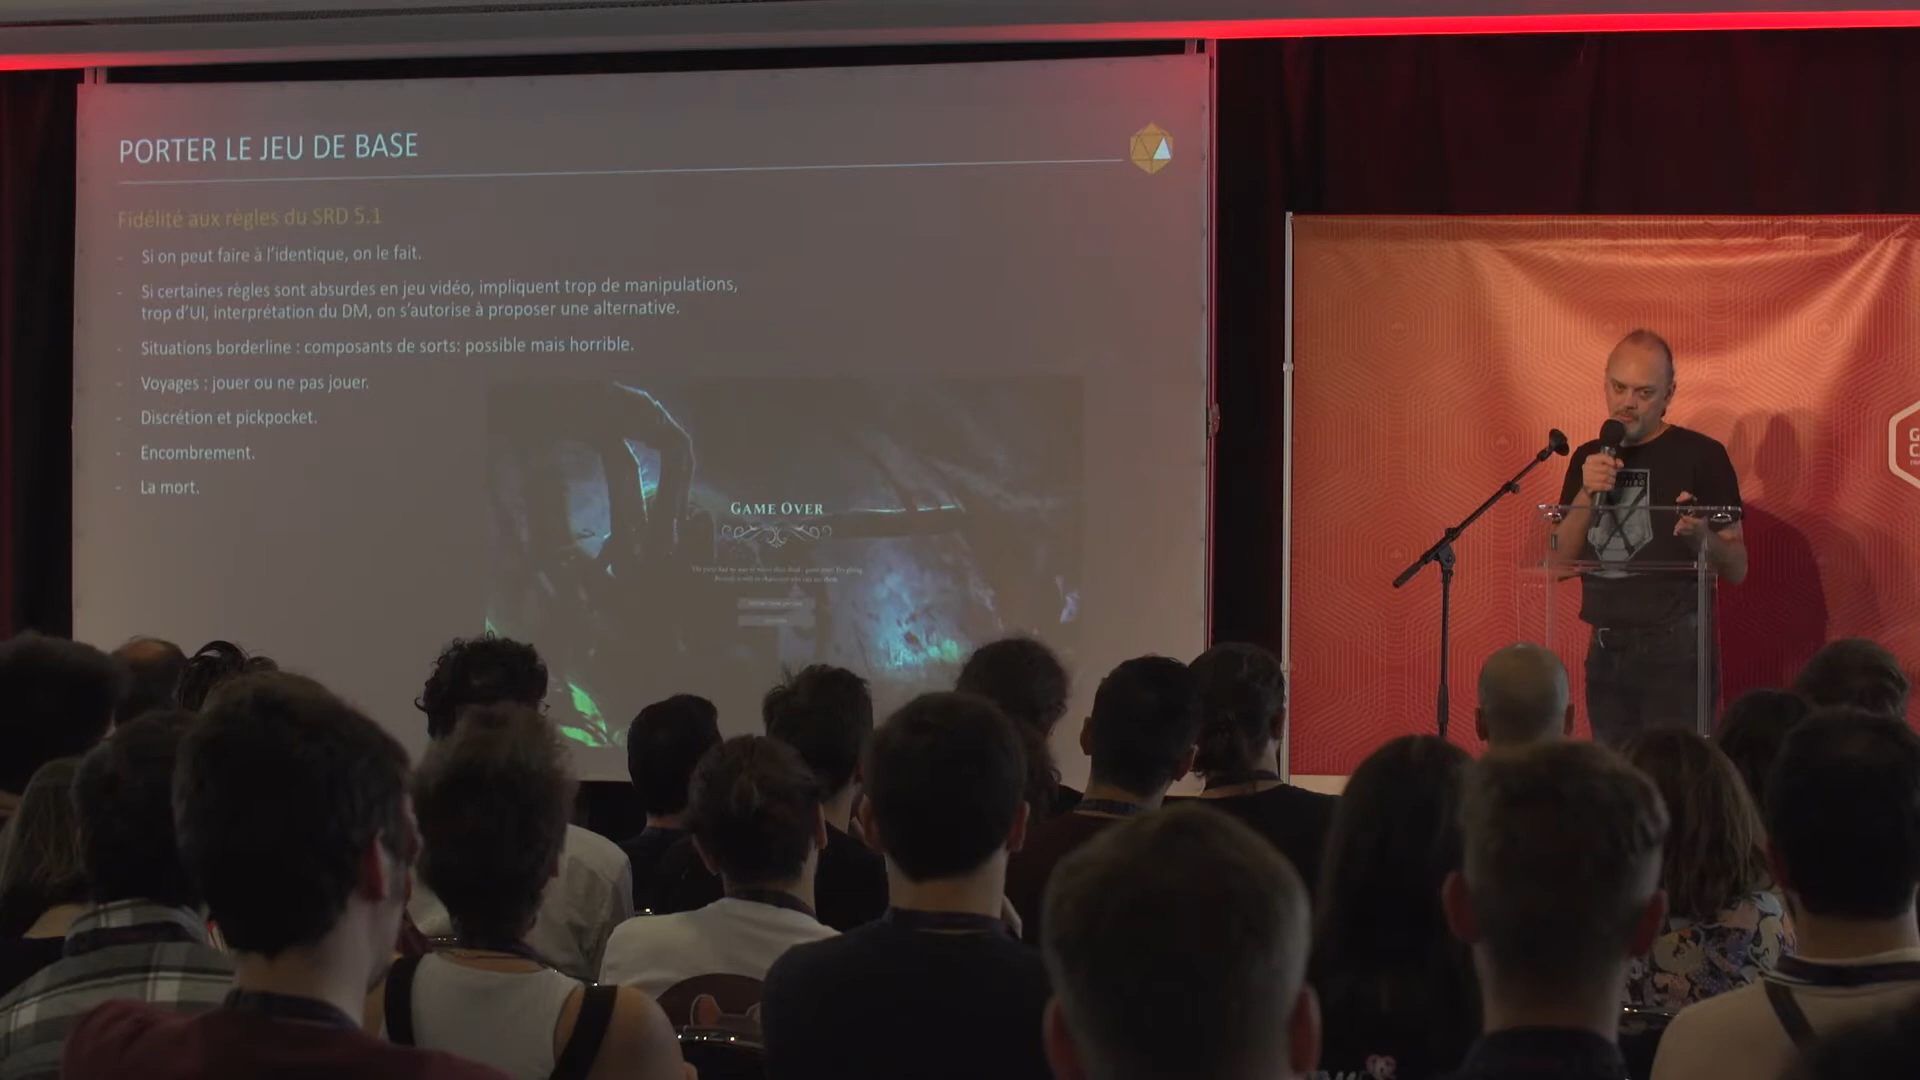 PORTER LE JEU DE BASE
Fidélité aux règles du SRD 5.1
- Si on peut faire à l'identique, on le fait.
- Si certaines règles sont absurdes en jeu vidéo, impliquent trop de manipulations,
trop d'UI, interprétation du DM, on s'autorise à proposer une alternative.
- Situations borderline : composants de sorts: possible mais horrible.
- Voyages : jouer ou ne pas jouer.
- Discrétion et pickpocket.
- Encombrement.
- La mort.
GAME OVER